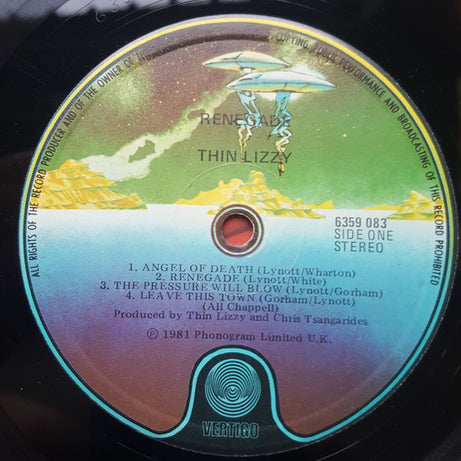 ALL RIGHTS OF THE RECORD PRODUCER AND OF THE OWNER OF
COPYING, PUBLIC PERFORMANCE AND BROADCASTING OF THIS RECORD PROHIBITED
RENEGADE
THIN LIZZY
6359 083
SIDE ONE
STEREO
1. ANGEL OF DEATH (Lynott/Wharton)
2. RENEGADE (Lynott/White)
3. THE PRESSURE WILL BLOW (Lynott/Gorham)
4. LEAVE THIS TOWN (Gorham/Lynott)
(All Chappell)
Produced by Thin Lizzy and Chris Tsangarides
℗ 1981 Phonogram Limited U.K.
VERTIGO